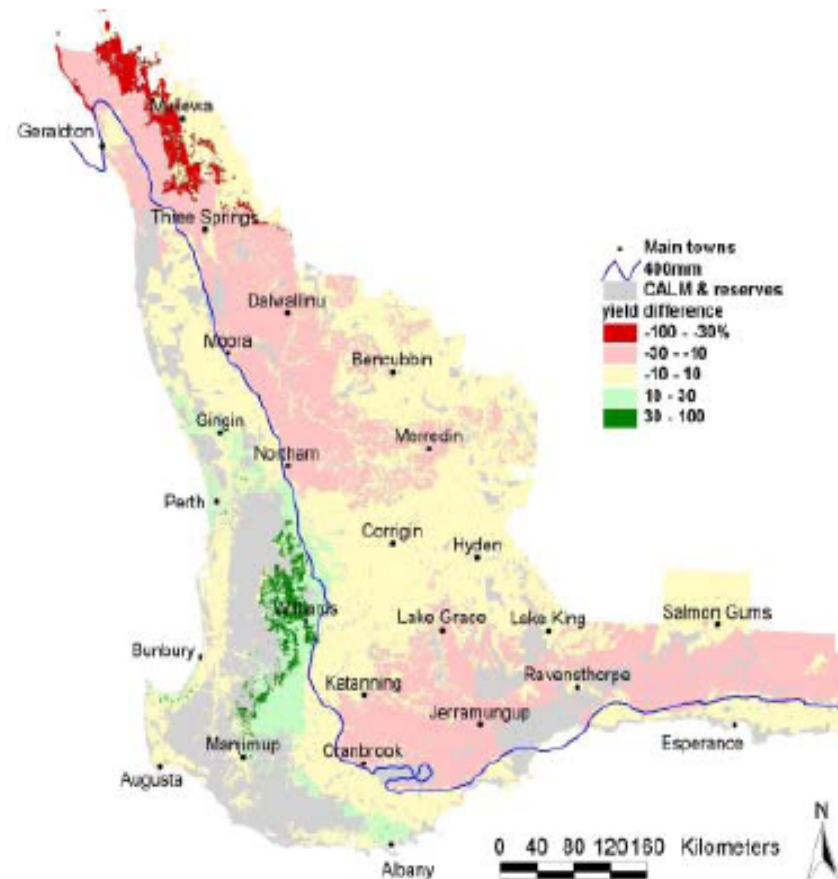 Mullewa
Geraldton
Three Springs
Dalwallinu
Moora
Bencubbin
Gingin
Merredin
Northam
Perth
Corrigin
Hyden
Williams
Lake Grace
Lake King
Salmon Gums
Bunbury
Katanning
Ravensthorpe
Jerramungup
Manjimup
Cranbrook
Esperance
Augusta
Albany
Main towns
400mm
CALM & reserves
yield difference
-100 - -30%
-30 - -10
-10 - 10
10 - 30
30 - 100
N
0 40 80 120160 Kilometers